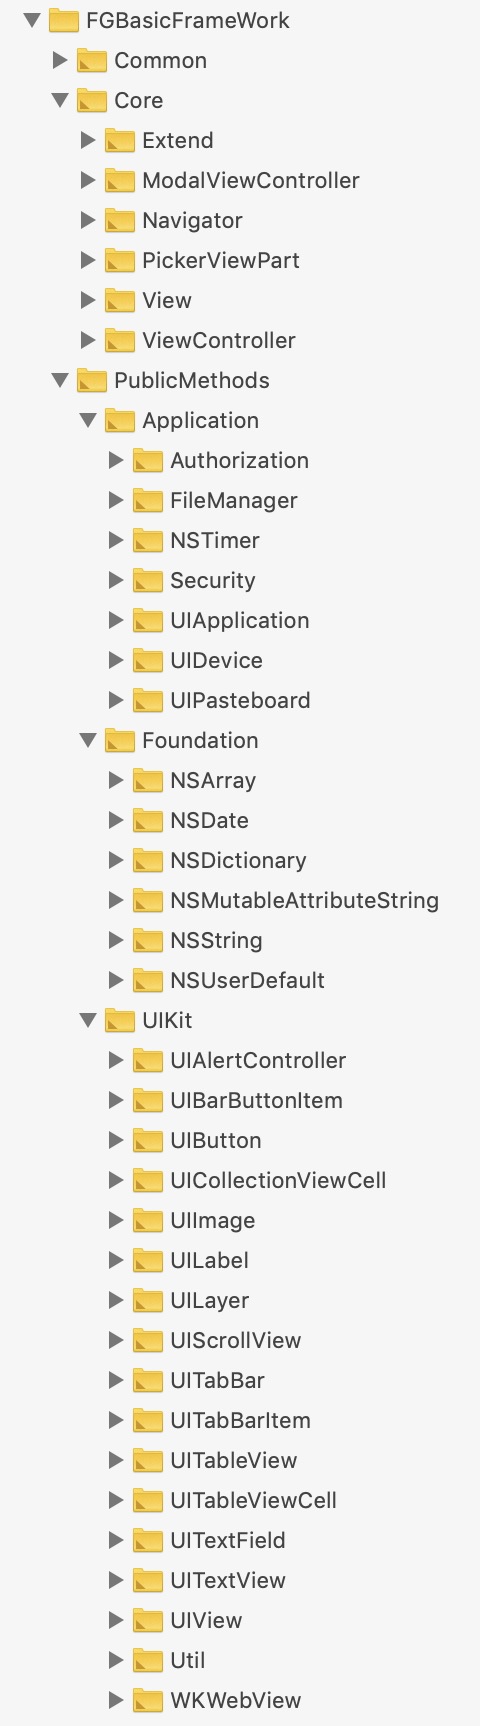 FGBasicFrameWork
Common
Core
Extend
ModalViewController
Navigator
PickerViewPart
View
ViewController
PublicMethods
Application
Authorization
FileManager
NSTimer
Security
UIApplication
UIDevice
UIPasteboard
Foundation
NSArray
NSDate
NSDictionary
NSMutableAttributeString
NSString
NSUserDefault
UIKit
UIAlertController
UIBarButtonItem
UIButton
UICollectionViewCell
UIImage
UILabel
UILayer
UIScrollView
UITabBar
UITabBarItem
UITableView
UITableViewCell
UITextField
UITextView
UIView
Util
WKWebView